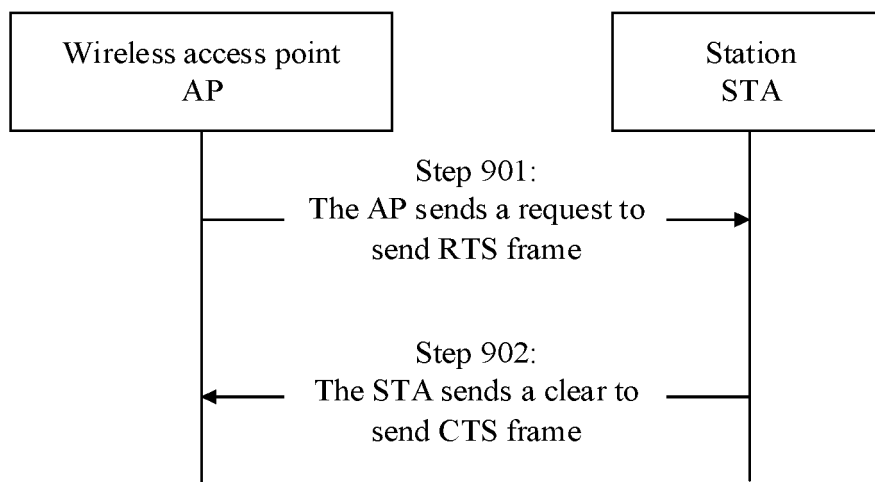 Wireless access point
AP
Station
STA
Step 901:
The AP sends a request to
send RTS frame
Step 902:
The STA sends a clear to
send CTS frame